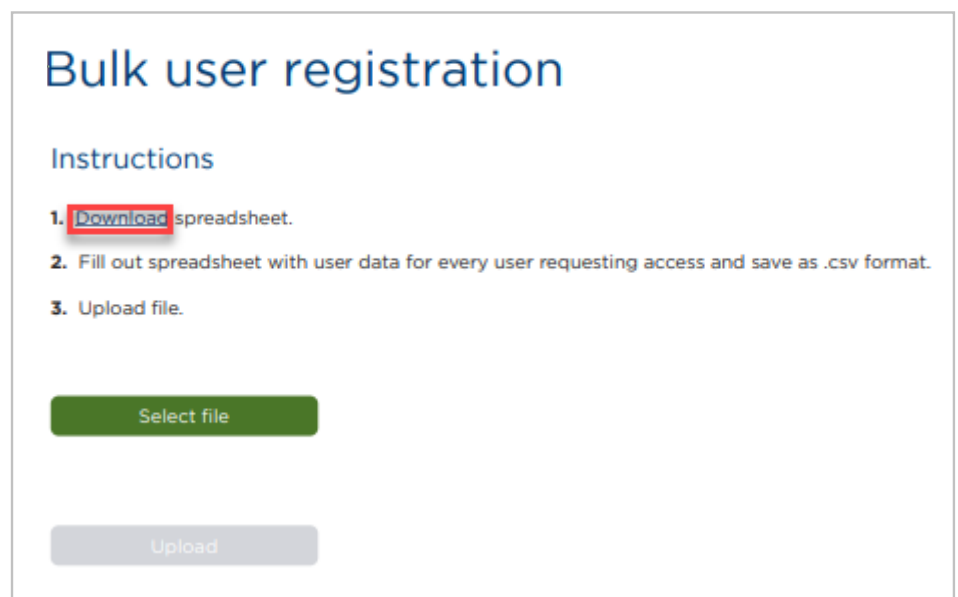 Bulk user registration
Instructions
1. Download spreadsheet.
2. Fill out spreadsheet with user data for every user requesting access and save as .csv format.
3. Upload file.
Select file
Upload